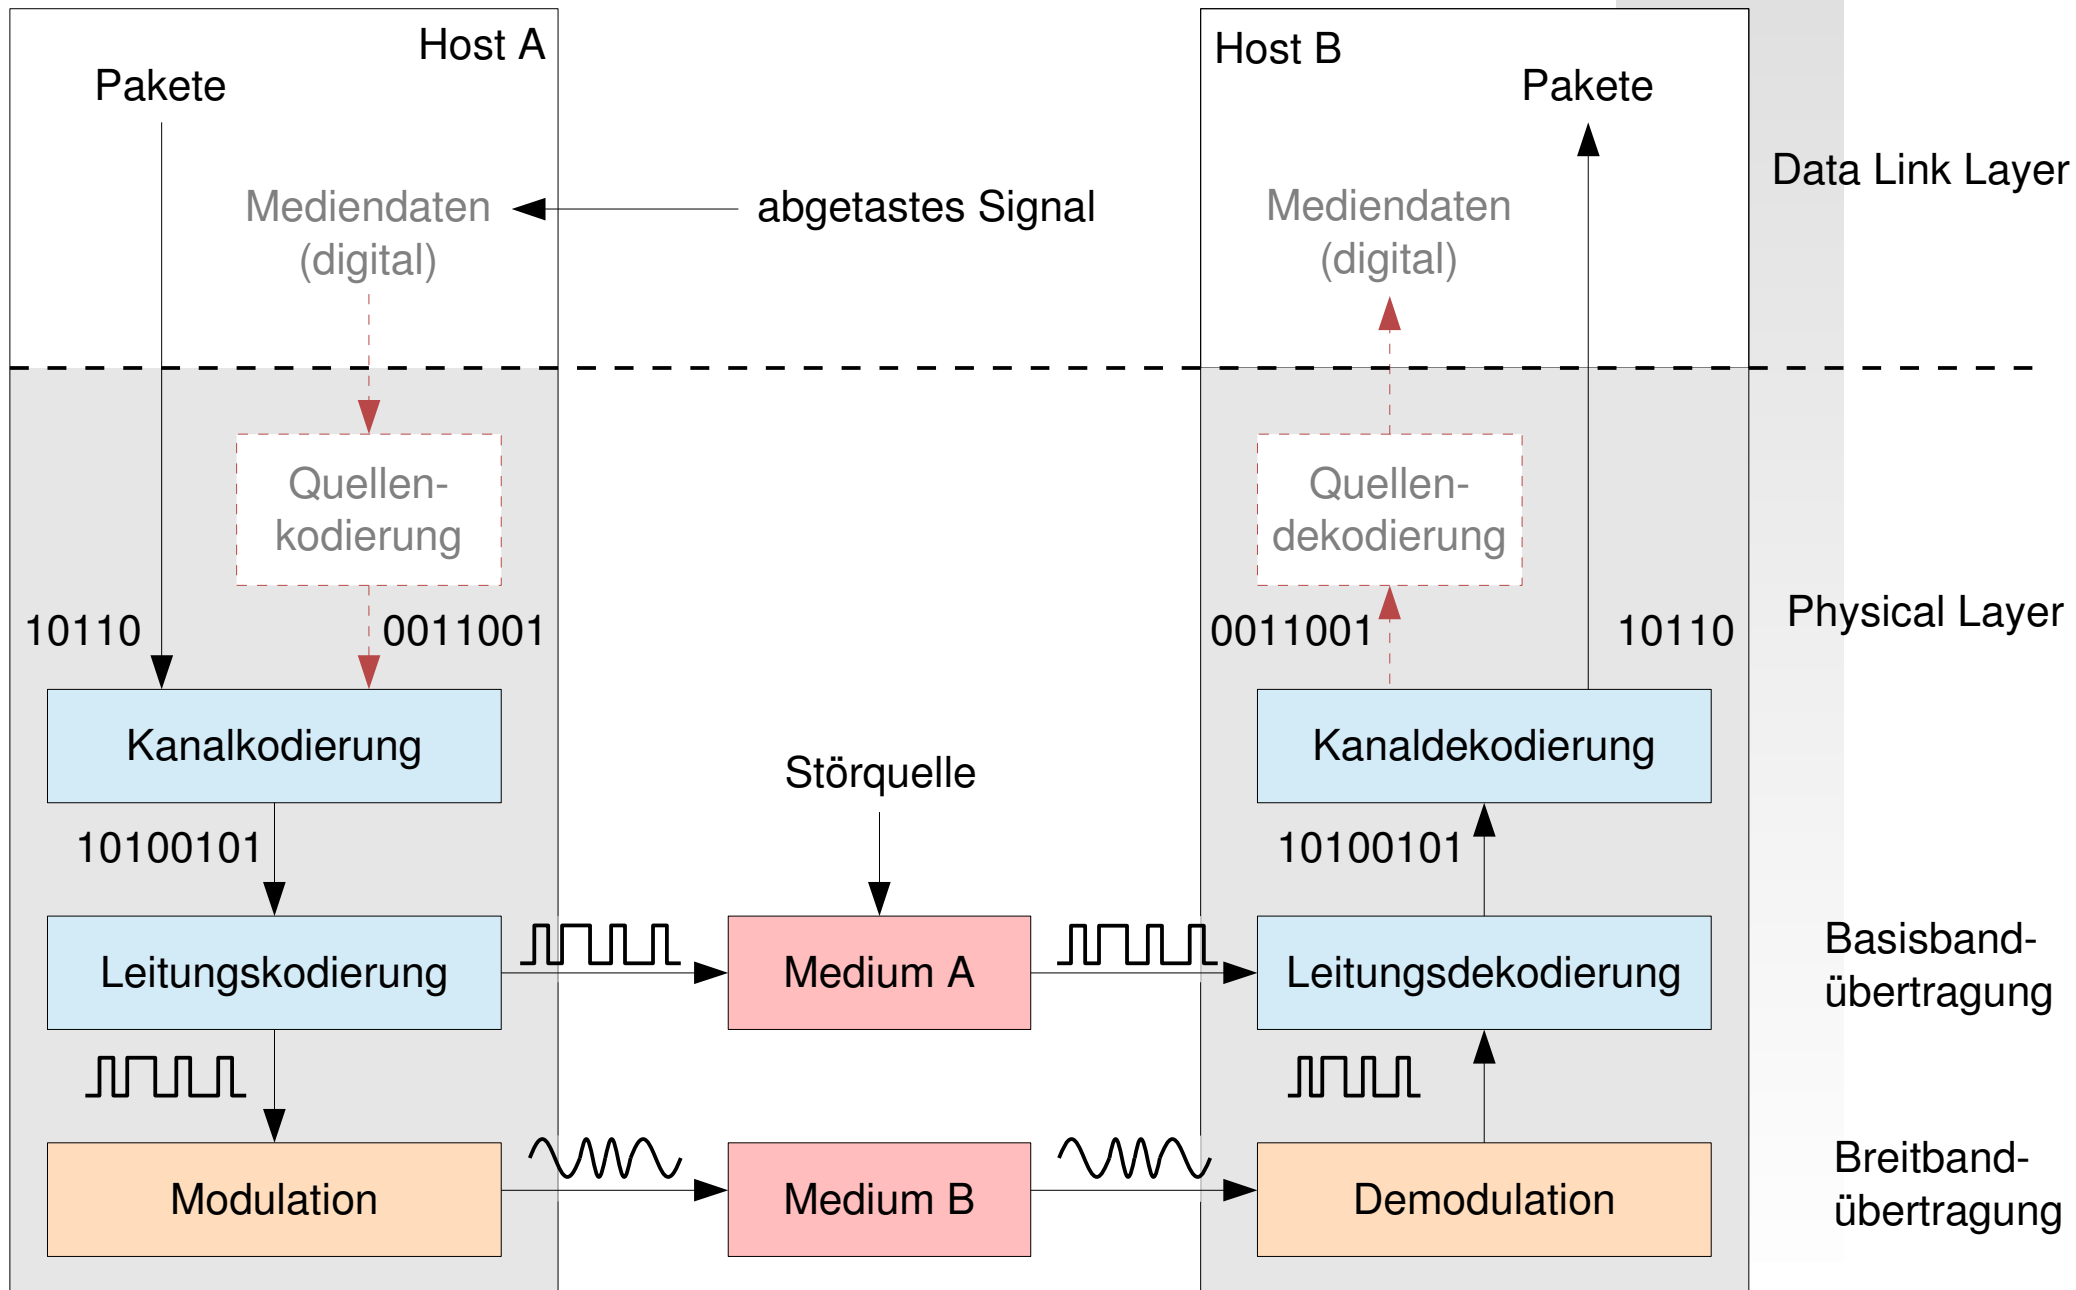 Host A
Host B
Pakete
Pakete
Data Link Layer
Mediendaten
(digital)
abgetastes Signal
Mediendaten
(digital)
Quellen-
kodierung
Quellen-
dekodierung
10110
0011001
0011001
10110
Physical Layer
Kanalkodierung
Kanaldekodierung
Störquelle
10100101
10100101
Leitungskodierung
Medium A
Leitungsdekodierung
Basisband-
übertragung
Modulation
Medium B
Demodulation
Breitband-
übertragung